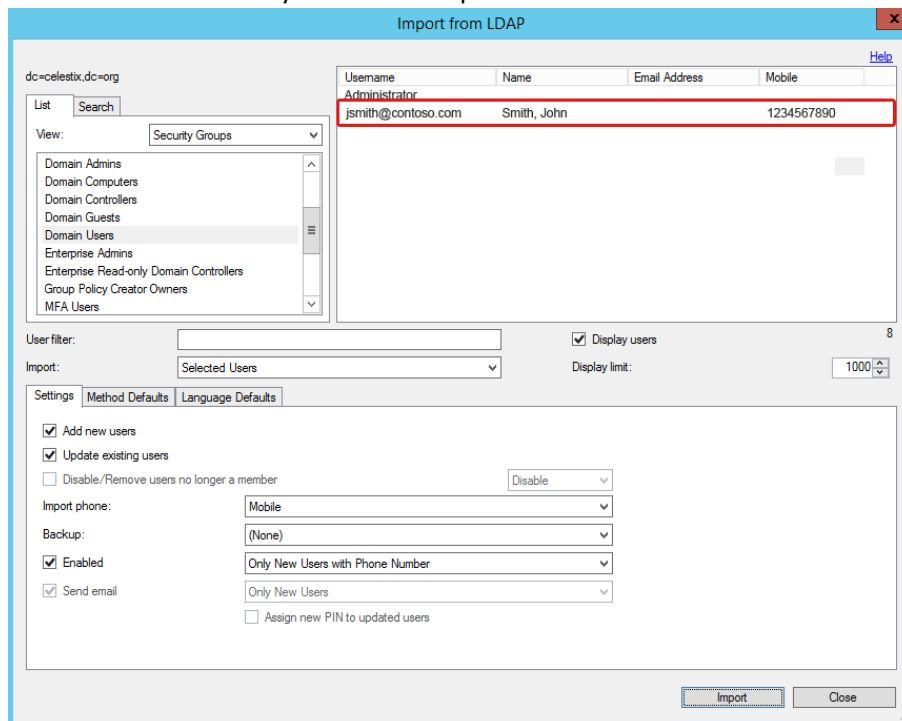 Import from LDAP
x
Help
dc=celestix,dc=org
List Search
View: Security Groups
Domain Admins
Domain Computers
Domain Controllers
Domain Guests
Domain Users
Enterprise Admins
Enterprise Read-only Domain Controllers
Group Policy Creator Owners
MFA Users
Username Name Email Address Mobile
Administrator
jsmith@contoso.com Smith, John 1234567890
User filter: Display users 8
Import: Selected Users Display limit: 1000
Settings Method Defaults Language Defaults
Add new users
Update existing users
Disable/Remove users no longer a member Disable
Import phone: Mobile
Backup: (None)
Enabled Only New Users with Phone Number
Send email Only New Users
Assign new PIN to updated users
Import Close